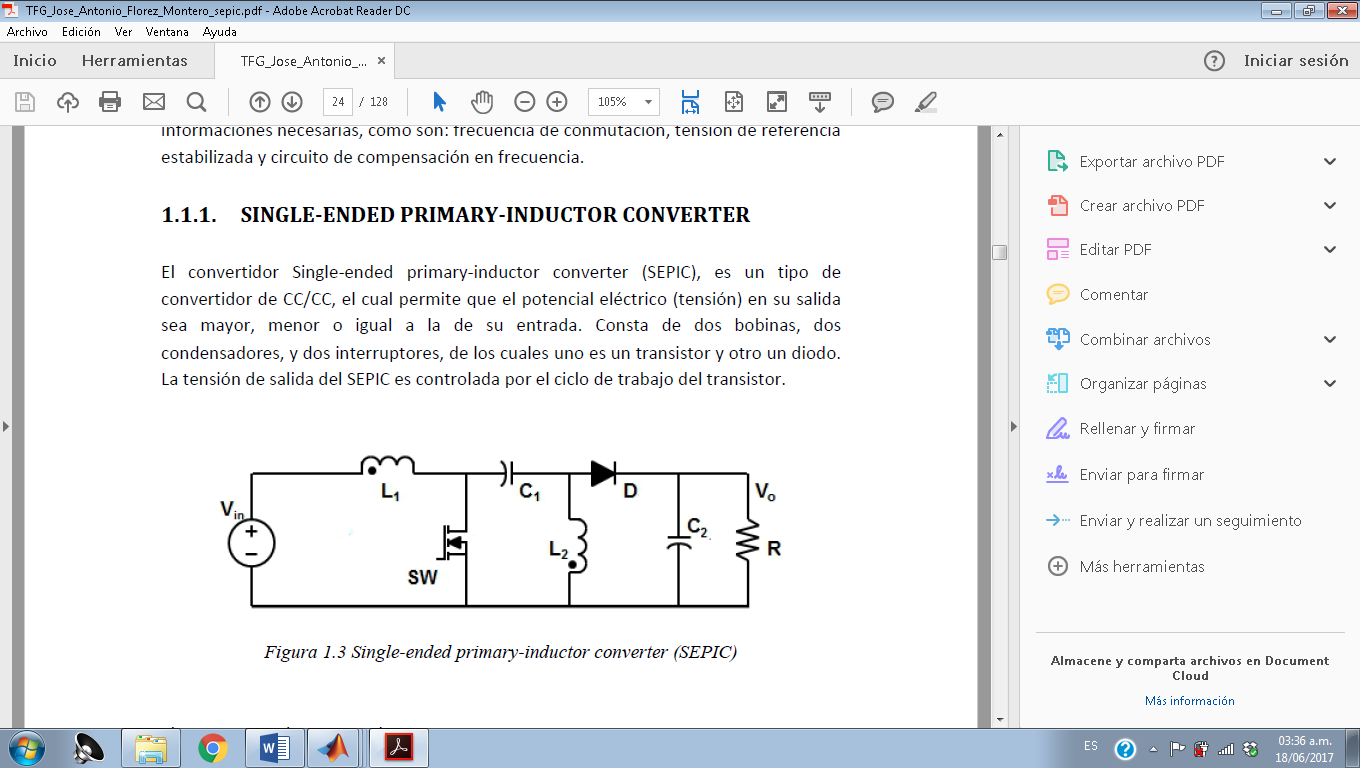 TFG_Jose_Antonio_Florez_Montero_sepic.pdf - Adobe Acrobat Reader DC
Archivo Edición Ver Ventana Ayuda
Inicio Herramientas TFG_Jose_Antonio_... × ? Iniciar sesión
24 / 128 105%
informaciones necesarias, como son: frecuencia de conmutación, tensión de referencia
estabilizada y circuito de compensación en frecuencia.
1.1.1. SINGLE-ENDED PRIMARY-INDUCTOR CONVERTER
El convertidor Single-ended primary-inductor converter (SEPIC), es un tipo de
convertidor de CC/CC, el cual permite que el potencial eléctrico (tensión) en su salida
sea mayor, menor o igual a la de su entrada. Consta de dos bobinas, dos
condensadores, y dos interruptores, de los cuales uno es un transistor y otro un diodo.
La tensión de salida del SEPIC es controlada por el ciclo de trabajo del transistor.
L1 C1 D Vo
Vin
+
−
SW L2 C2 R
Figura 1.3 Single-ended primary-inductor converter (SEPIC)
Exportar archivo PDF
Crear archivo PDF
Editar PDF
Comentar
Combinar archivos
Organizar páginas
Rellenar y firmar
Enviar para firmar
Enviar y realizar un seguimiento
Más herramientas
Almacene y comparta archivos en Document
Cloud
Más información
ES ? 03:36 a.m.
18/06/2017